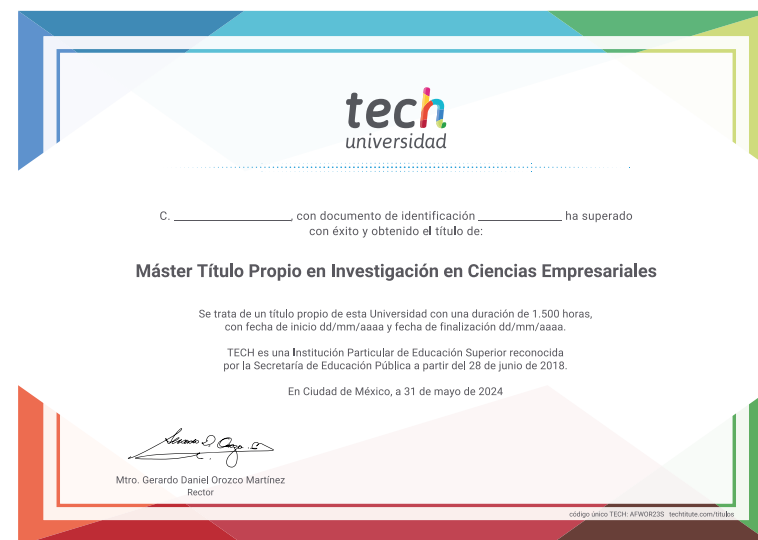 tech
universidad
C. ____________________, con documento de identificación ______________ ha superado
con éxito y obtenido el título de:
Máster Título Propio en Investigación en Ciencias Empresariales
Se trata de un título propio de esta Universidad con una duración de 1.500 horas,
con fecha de inicio dd/mm/aaaa y fecha de finalización dd/mm/aaaa.
TECH es una Institución Particular de Educación Superior reconocida
por la Secretaría de Educación Pública a partir del 28 de junio de 2018.
En Ciudad de México, a 31 de mayo de 2024
Mtro. Gerardo Daniel Orozco Martínez
Rector
código único TECH: AFWOR23S techtitute.com/titulos